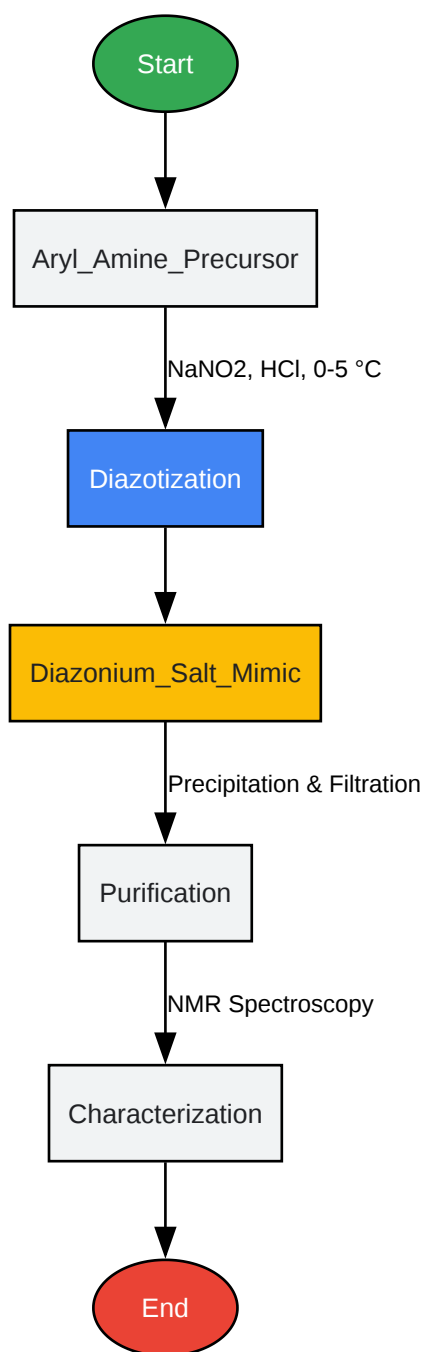 Start
Aryl_Amine_Precursor
NaNO2, HCl, 0-5 °C
Diazotization
Diazonium_Salt_Mimic
Precipitation & Filtration
Purification
NMR Spectroscopy
Characterization
End